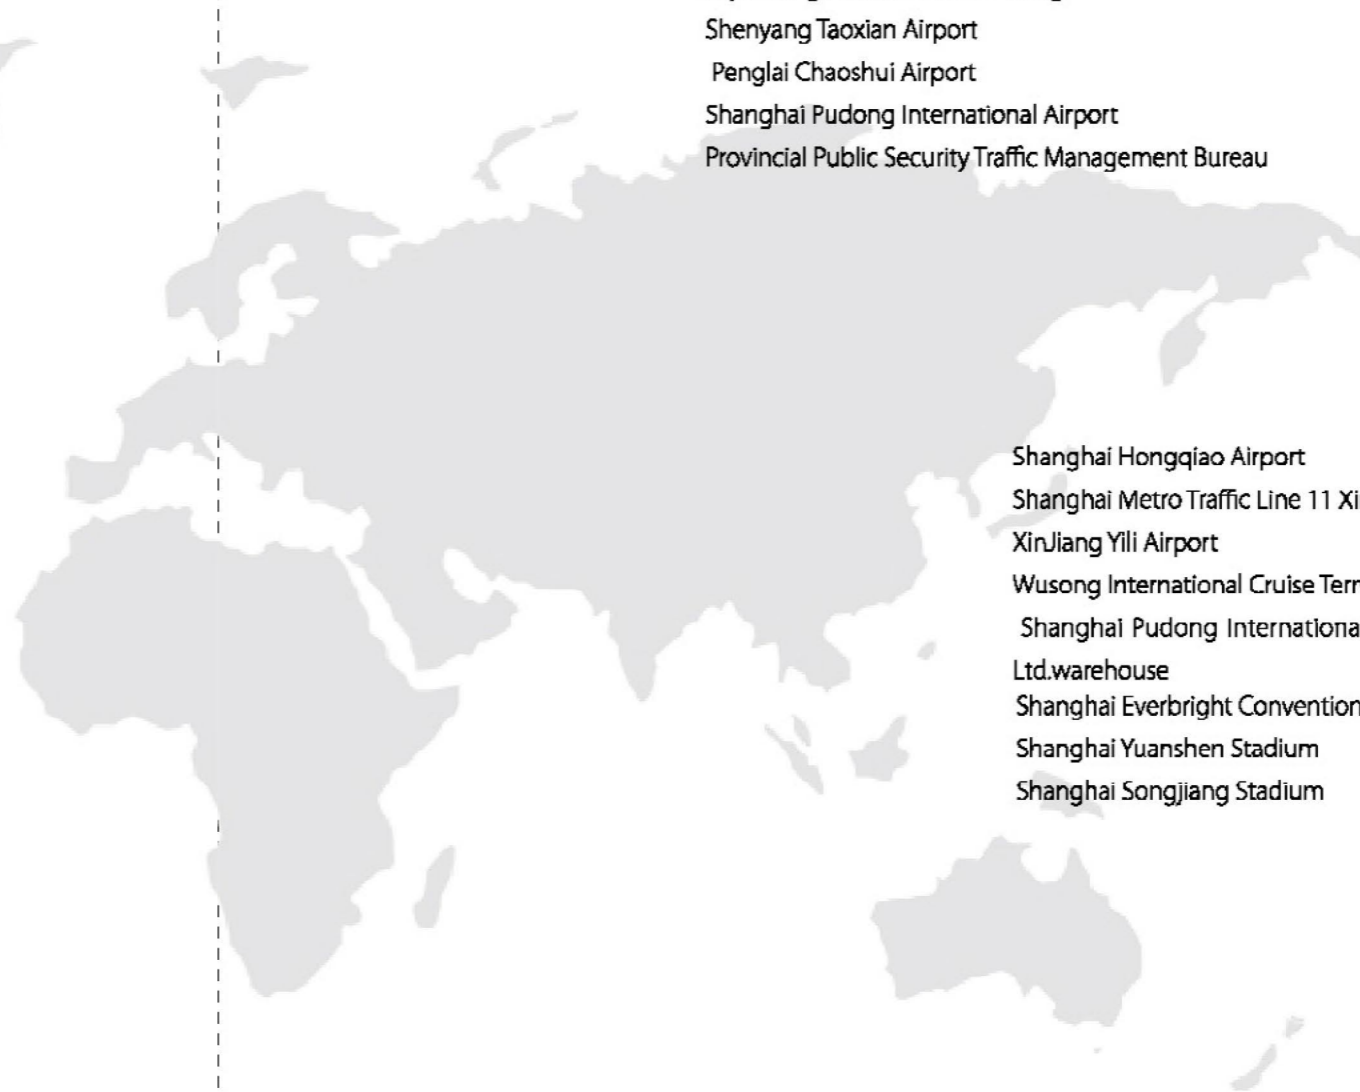 Shenyang Taoxian Airport
Penglai Chaoshui Airport
Shanghai Pudong International Airport
Provincial Public Security Traffic Management Bureau
Shanghai Hongqiao Airport
Shanghai Metro Traffic Line 11
XinJiang Yili Airport
Wusong International Cruise
Shanghai Pudong
Ltd.warehouse
Shanghai Everbright Convention
Shanghai Yuanshen Stadium
Shanghai Songjiang Stadium